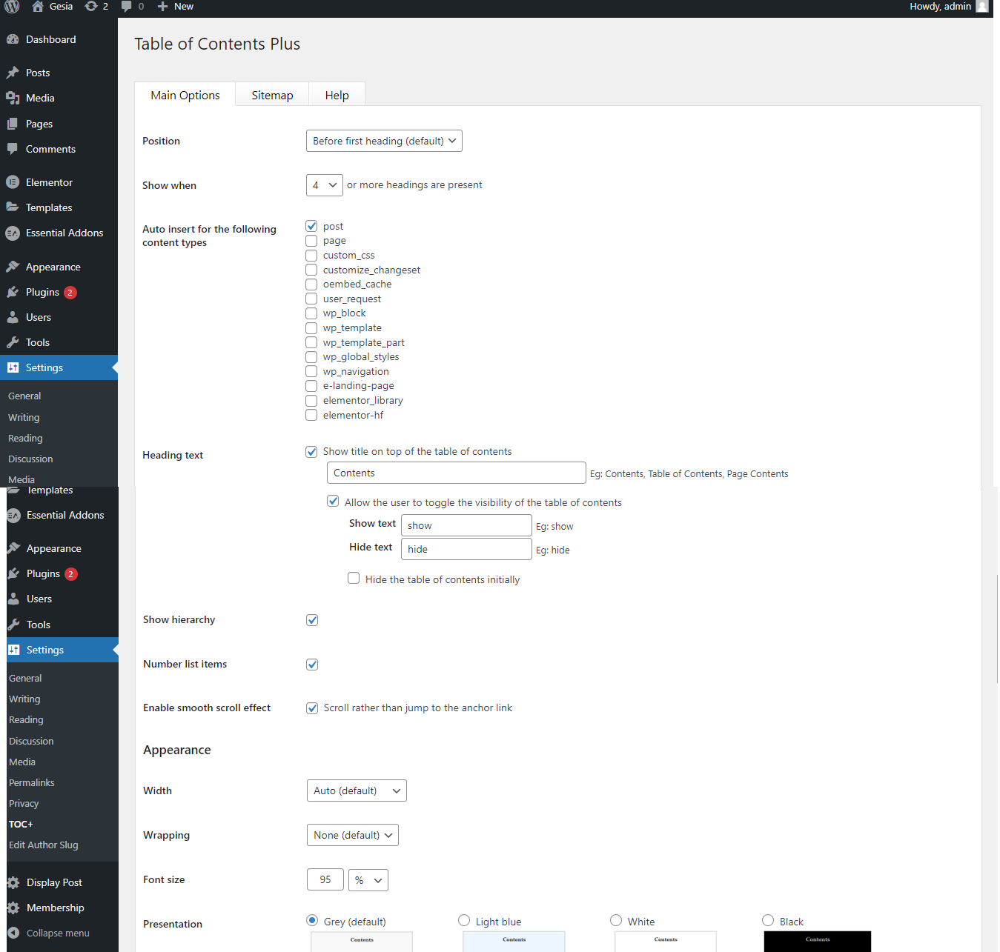 Gesia 2 0 New Howdy, admin
Dashboard
Posts
Media
Pages
Comments
Elementor
Templates
Essential Addons
Appearance
Plugins 2
Users
Tools
Settings
General
Writing
Reading
Discussion
Media
Templates
Essential Addons
Appearance
Plugins 2
Users
Tools
Settings
General
Writing
Reading
Discussion
Media
Permalinks
Privacy
TOC+
Edit Author Slug
Display Post
Membership
Collapse menu
Table of Contents Plus
Main Options Sitemap Help
Position Before first heading (default)
Show when 4 or more headings are present
Auto insert for the following
content types
post
page
custom_css
customize_changeset
oembed_cache
user_request
wp_block
wp_template
wp_template_part
wp_global_styles
wp_navigation
e-landing-page
elementor_library
elementor-hf
Heading text Show title on top of the table of contents
Contents Eg: Contents, Table of Contents, Page Contents
Allow the user to toggle the visibility of the table of contents
Show text show Eg: show
Hide text hide Eg: hide
Hide the table of contents initially
Show hierarchy
Number list items
Enable smooth scroll effect Scroll rather than jump to the anchor link
Appearance
Width Auto (default)
Wrapping None (default)
Font size 95 %
Presentation Grey (default) Light blue White Black
Contents Contents Contents Contents